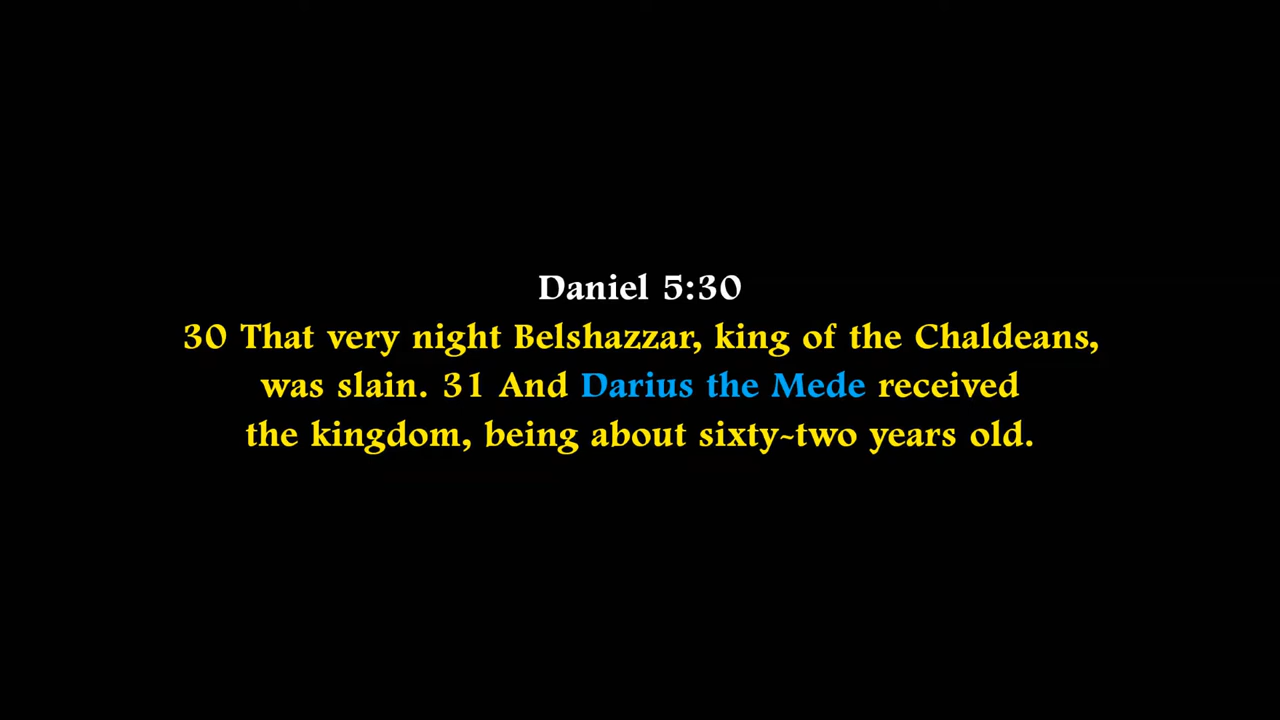 Daniel 5:30
30 That very night Belshazzar, king of the Chaldeans,
was slain. 31 And Darius the Mede received
the kingdom, being about sixty-two years old.